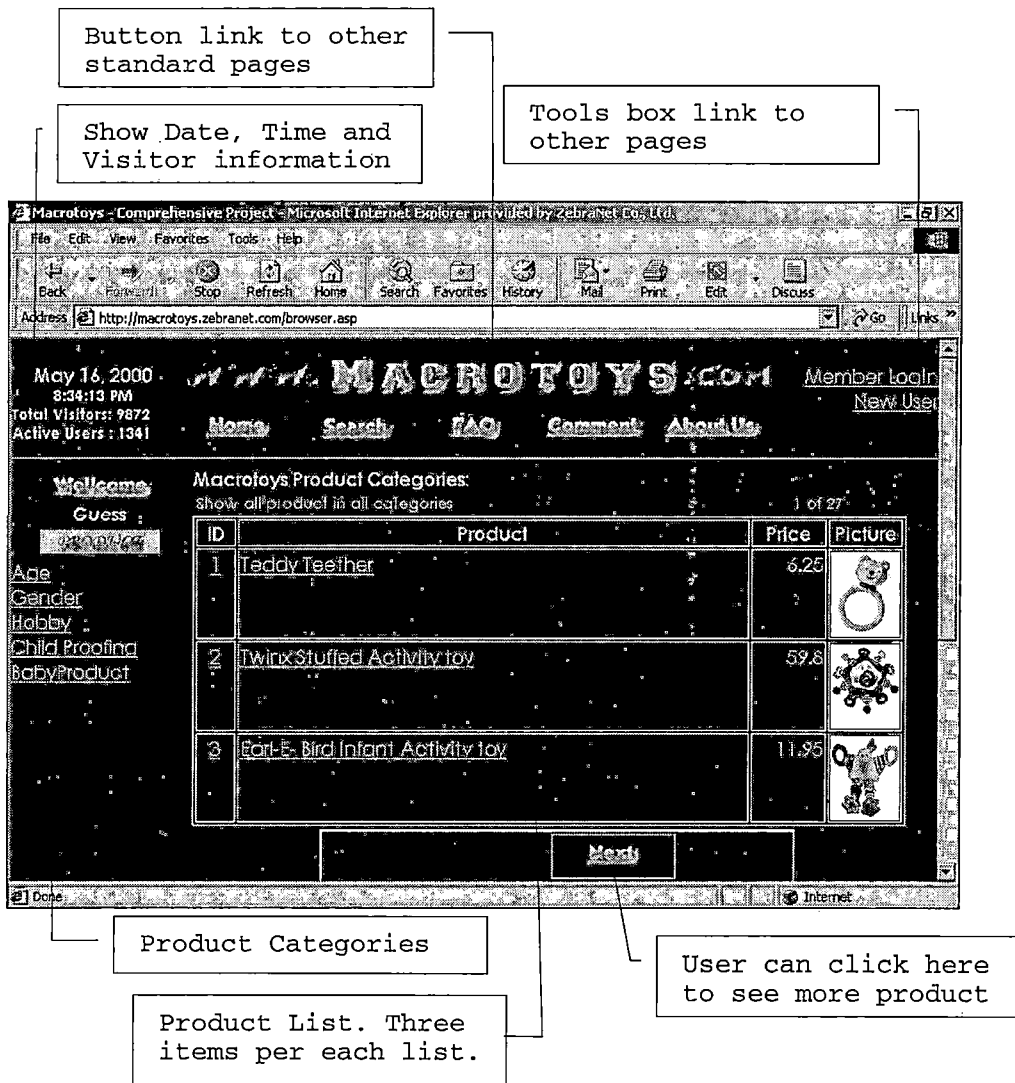 Button link to other
standard pages
Show Date, Time and
Visitor information
Tools box link to
other pages
Macrotoys - Comprehensive Project - Microsoft Internet Explorer provided by ZebraNet Co., Ltd.
File Edit View Favorites Tools Help
Back Forward Stop Refresh Home Search Favorites History Mail Print Edit Discuss
Address http://macrotoys.zebranet.com/browser.asp Go Links »
May 16, 2000
8:34:13 PM
Total Visitors: 9872
Active Users : 1341
MACROTOYS.COM
Member Login
New User
Home Search FAQ Comment About Us
Wellcome
Guess
Age
Gender
Hobby
Child Proofing
BabyProduct
Macrotoys Product Categories:
Show all product in all categories 1 of 27
ID Product Price Picture
1 Teddy Teether 6.25
2 Twinx Stuffed Activity toy 59.8
3 Earl-E- Bird Infant Activity toy 11.95
Next
Done Internet
Product Categories
User can click here
to see more product
Product List. Three
items per each list.